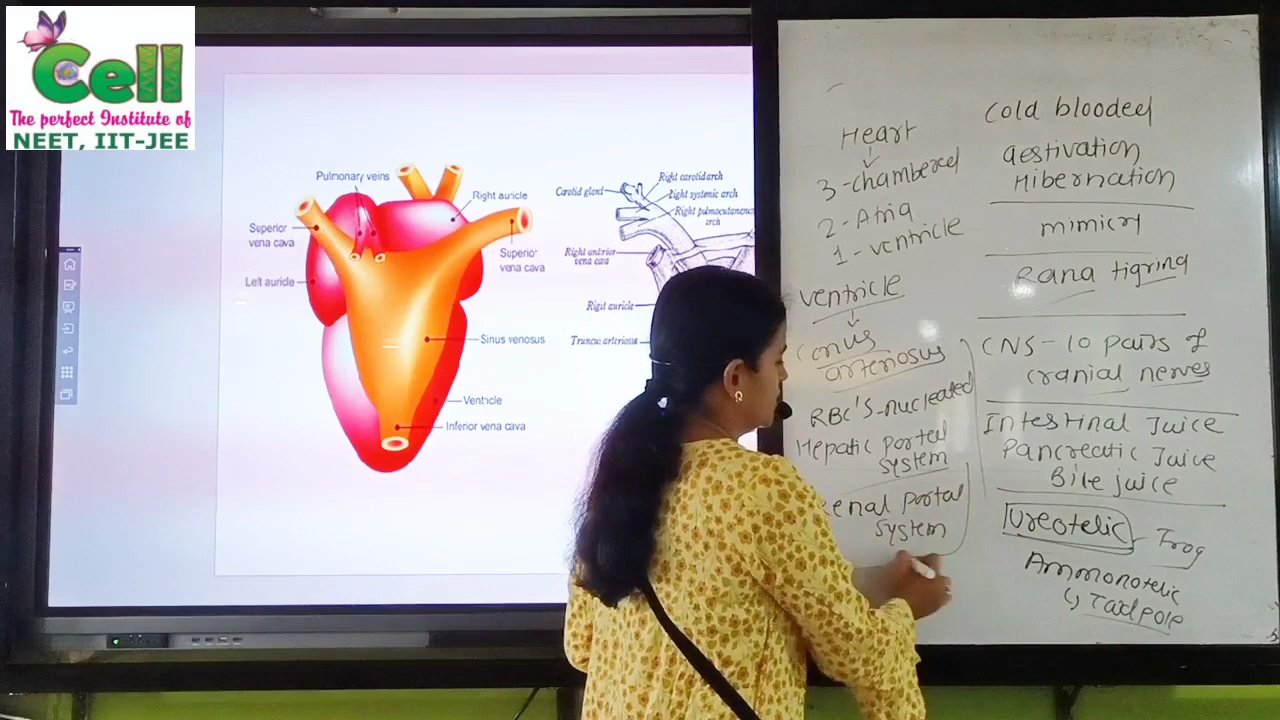 Cell
The perfect Institute of
NEET, IIT-JEE
Pulmonary veins
Right auricle
Superior
vena cava
Superior
vena cava
Left auricle
Sinus venosus
Ventricle
Inferior vena cava
Carotid gland
Right carotid arch
Right systemic arch
Right pulmocutaneous
arch
Right antrior
vena cava
Rigst auricle
Truncus arteriosus
Heart
3-chambered
2-Atria
1-ventricle
ventricle
Conus
arteriosus
RBC's-nucleated
Hepatic portal
system
Renal portal
system
Cold blooded
aestivation
Hibernation
mimicry
Rana tigrina
CNS-10 pairs of
cranial nerves
Intestinal Juice
Pancreatic Juice
Bile juice
Ureotelic - Frog
Ammonotelic
Tadpole